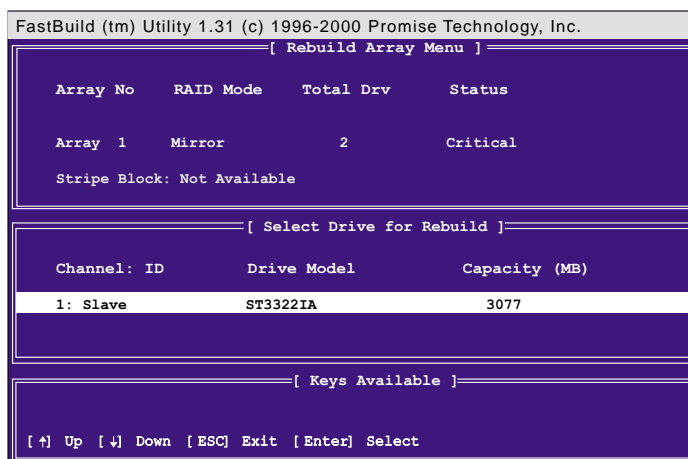 FastBuild (tm) Utility 1.31 (c) 1996-2000 Promise Technology, Inc.
[ Rebuild Array Menu ]
Array No RAID Mode Total Drv Status
Array 1 Mirror 2 Critical
Stripe Block: Not Available
[ Select Drive for Rebuild ]
Channel: ID Drive Model Capacity (MB)
1: Slave ST3322IA 3077
[ Keys Available ]
[↑] Up [↓] Down [ESC] Exit [Enter] Select